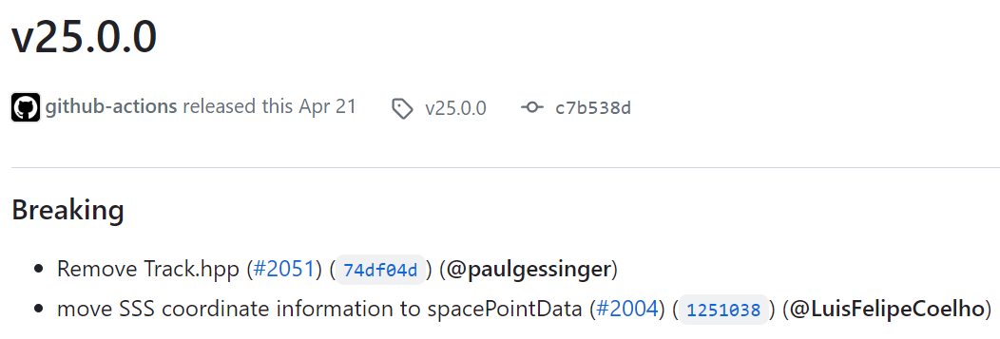 v25.0.0
github-actions released this Apr 21 v25.0.0 c7b538d
Breaking
• Remove Track.hpp (#2051) (74df04d) (@paulgessinger)
• move SSS coordinate information to spacePointData (#2004) (1251038) (@LuisFelipeCoelho)